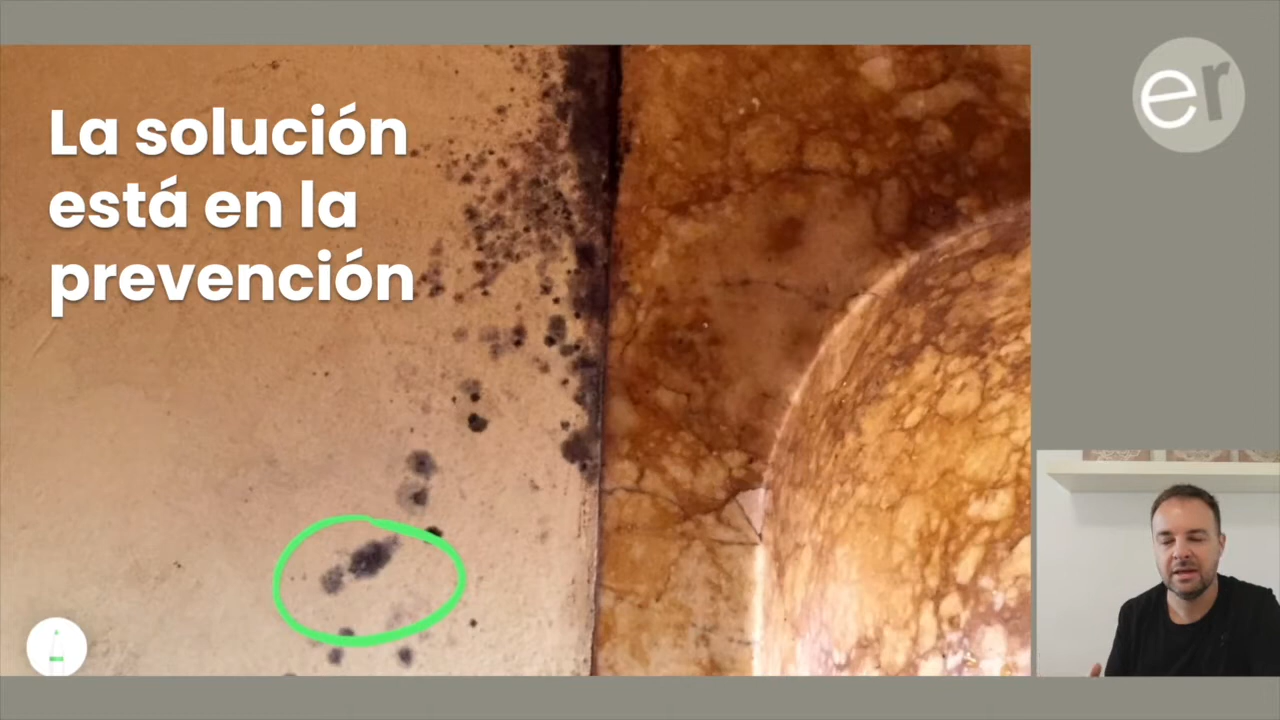 La solución
está en la
prevención
er